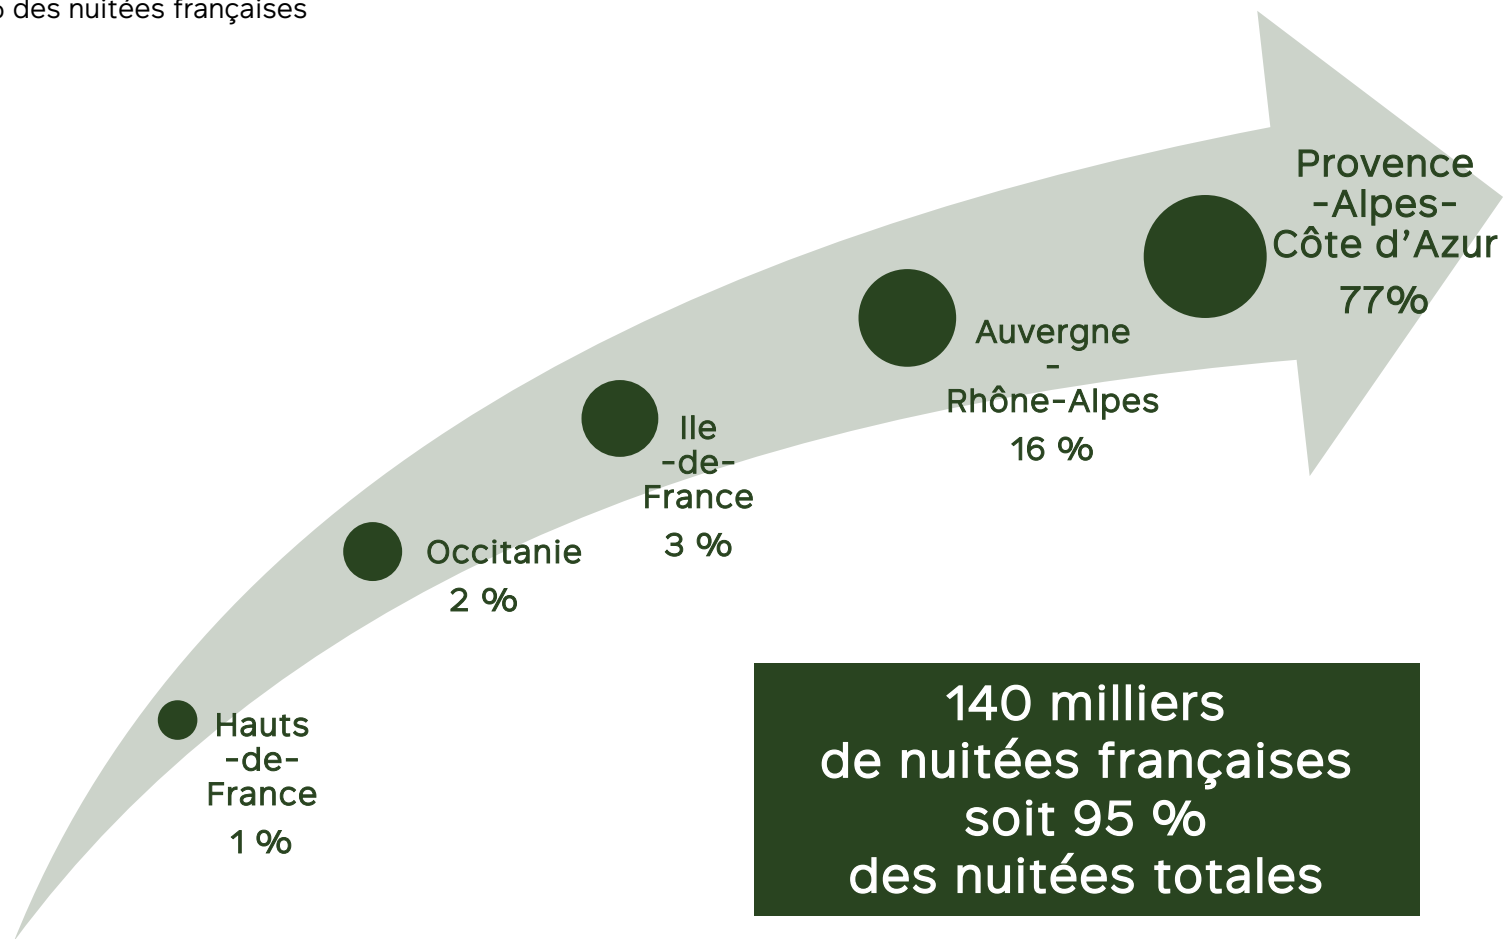 des nuitées françaises
Provence
-Alpes-
Côte d’Azur
77%
Auvergne
-
Rhône-Alpes
16 %
Ile
-de-
France
3 %
Occitanie
2 %
Hauts
-de-
France
1 %
140 milliers
de nuitées françaises
soit 95 %
des nuitées totales